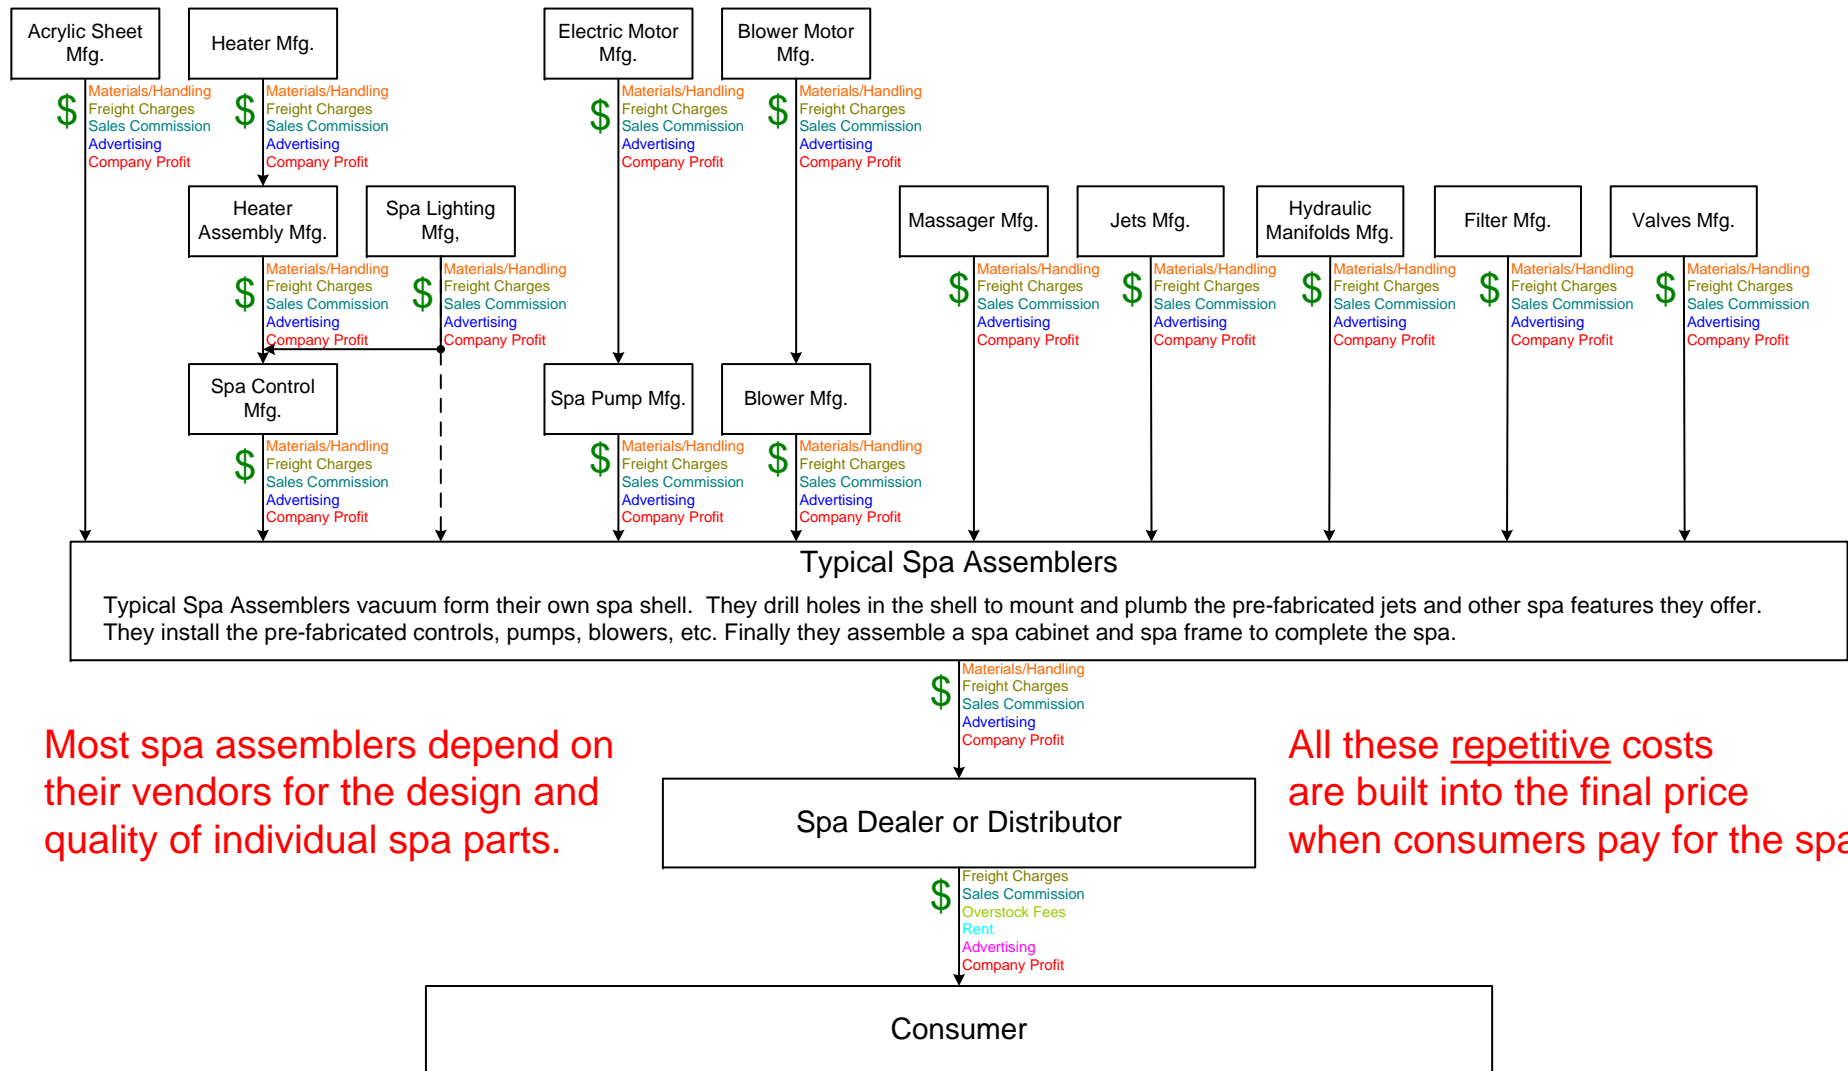 Acrylic Sheet
Mfg.
Heater Mfg.
Electric Motor
Mfg.
Blower Motor
Mfg.
$
Materials/Handling
Freight Charges
Sales Commission
Advertising
Company Profit
$
Materials/Handling
Freight Charges
Sales Commission
Advertising
Company Profit
$
Materials/Handling
Freight Charges
Sales Commission
Advertising
Company Profit
$
Materials/Handling
Freight Charges
Sales Commission
Advertising
Company Profit
Heater
Assembly Mfg.
Spa Lighting
Mfg,
Massager Mfg.
Jets Mfg.
Hydraulic
Manifolds Mfg.
Filter Mfg.
Valves Mfg.
$
Materials/Handling
Freight Charges
Sales Commission
Advertising
Company Profit
$
Materials/Handling
Freight Charges
Sales Commission
Advertising
Company Profit
$
Materials/Handling
Freight Charges
Sales Commission
Advertising
Company Profit
$
Materials/Handling
Freight Charges
Sales Commission
Advertising
Company Profit
$
Materials/Handling
Freight Charges
Sales Commission
Advertising
Company Profit
$
Materials/Handling
Freight Charges
Sales Commission
Advertising
Company Profit
$
Materials/Handling
Freight Charges
Sales Commission
Advertising
Company Profit
Spa Control
Mfg.
Spa Pump Mfg.
Blower Mfg.
$
Materials/Handling
Freight Charges
Sales Commission
Advertising
Company Profit
$
Materials/Handling
Freight Charges
Sales Commission
Advertising
Company Profit
$
Materials/Handling
Freight Charges
Sales Commission
Advertising
Company Profit
Typical Spa Assemblers
Typical Spa Assemblers vacuum form their own spa shell.  They drill holes in the shell to mount and plumb the pre-fabricated jets and other spa features they offer.
They install the pre-fabricated controls, pumps, blowers, etc. Finally they assemble a spa cabinet and spa frame to complete the spa.
$
Materials/Handling
Freight Charges
Sales Commission
Advertising
Company Profit
Most spa assemblers depend on
their vendors for the design and
quality of individual spa parts.
Spa Dealer or Distributor
All these repetitive costs
are built into the final price
when consumers pay for the spa
$
Freight Charges
Sales Commission
Overstock Fees
Rent
Advertising
Company Profit
Consumer